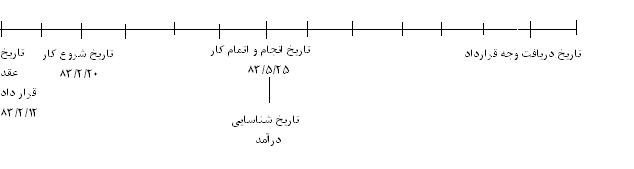 تاریخ
عقد
قرار داد
۸۳/۲/۱۲
تاریخ شروع کار
۸۳/۲/۲۰
تاریخ انجام و اتمام کار
۸۳/۵/۲۵
تاریخ شناسایی
درآمد
تاریخ دریافت وجه قرارداد